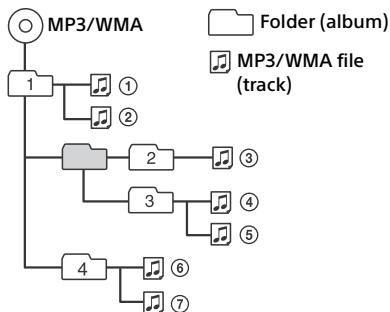 MP3/WMA
Folder (album)
MP3/WMA file
(track)
1
①
②
2
③
3
④
⑤
4
⑥
⑦